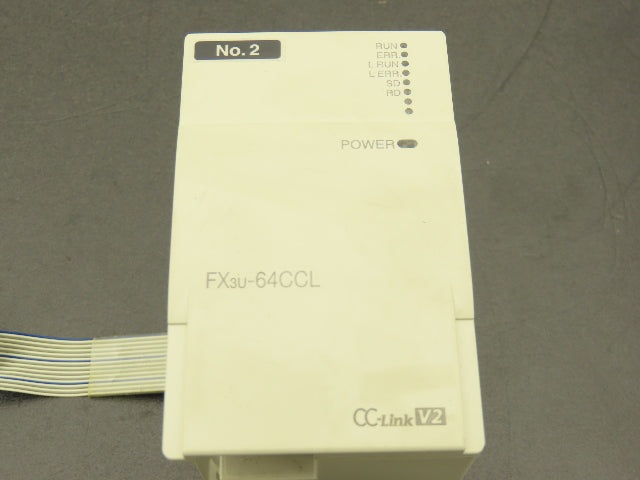 No. 2
RUN
ERR.
L RUN
L ERR.
SD
RD
POWER
FX3U-64CCL
CC-Link V2